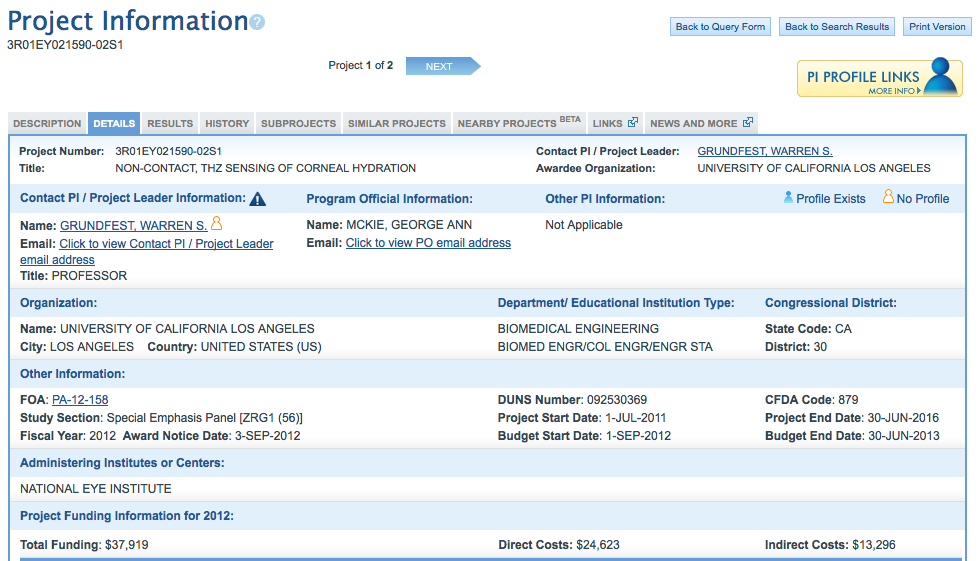 Project Information ?
3R01EY021590-02S1
Back to Query Form Back to Search Results Print Version
Project 1 of 2 NEXT
PI PROFILE LINKS
MORE INFO
DESCRIPTION DETAILS RESULTS HISTORY SUBPROJECTS SIMILAR PROJECTS NEARBY PROJECTS BETA LINKS NEWS AND MORE
Project Number: 3R01EY021590-02S1 Contact PI / Project Leader: GRUNDFEST, WARREN S.
Title: NON-CONTACT, THZ SENSING OF CORNEAL HYDRATION Awardee Organization: UNIVERSITY OF CALIFORNIA LOS ANGELES
Contact PI / Project Leader Information: Program Official Information: Other PI Information: Profile Exists No Profile
Name: GRUNDFEST, WARREN S. Name: MCKIE, GEORGE ANN Not Applicable
Email: Click to view Contact PI / Project Leader Email: Click to view PO email address
email address
Title: PROFESSOR
Organization: Department/ Educational Institution Type: Congressional District:
Name: UNIVERSITY OF CALIFORNIA LOS ANGELES BIOMEDICAL ENGINEERING State Code: CA
City: LOS ANGELES Country: UNITED STATES (US) BIOMED ENGR/COL ENGR/ENGR STA District: 30
Other Information:
FOA: PA-12-158 DUNS Number: 092530369 CFDA Code: 879
Study Section: Special Emphasis Panel [ZRG1 (56)] Project Start Date: 1-JUL-2011 Project End Date: 30-JUN-2016
Fiscal Year: 2012 Award Notice Date: 3-SEP-2012 Budget Start Date: 1-SEP-2012 Budget End Date: 30-JUN-2013
Administering Institutes or Centers:
NATIONAL EYE INSTITUTE
Project Funding Information for 2012:
Total Funding: $37,919 Direct Costs: $24,623 Indirect Costs: $13,296